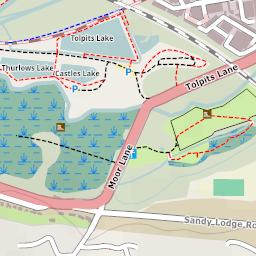 Tolpits Lake
Thurlows Lake
Castles Lake
P
P
Tolpits Lane
Moor Lane
Sandy Lodge Ro